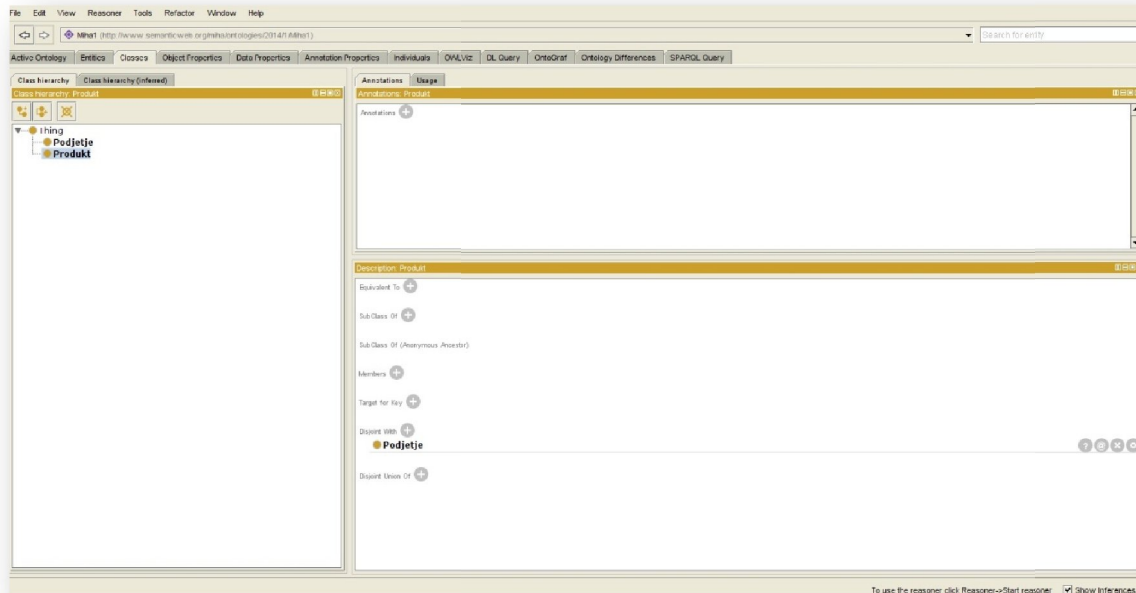 File Edit View Reasoner Tools Refactor Window Help
Miha1 (http://www.semanticweb.org/miha/ontologies/2014/1/Miha1)
Search for entity
Active Ontology Entities Classes Object Properties Data Properties Annotation Properties Individuals OWLViz DL Query OntoGraf Ontology Differences SPARQL Query
Class hierarchy Class hierarchy (inferred)
Class hierarchy: Produkt
Thing
Podjetje
Produkt
Annotations Usage
Annotations: Produkt
Annotations
Description: Produkt
Equivalent To
SubClass Of
SubClass Of (Anonymous Ancestor)
Members
Target for Key
Disjoint With
Podjetje
Disjoint Union Of
To use the reasoner click Reasoner->Start reasoner Show Inferences